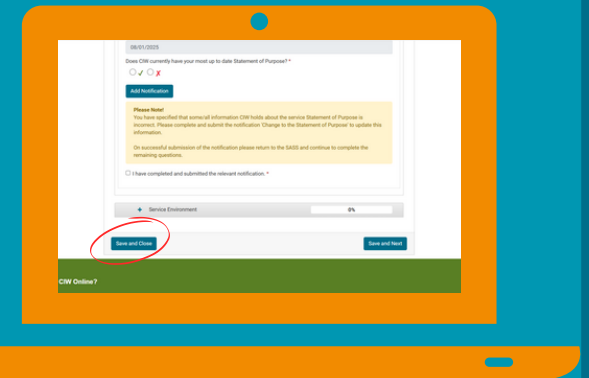 08/01/2025
Does CIW currently have your most up to date Statement of Purpose? *
Add Notification
Please Note!
You have specified that some/all information CIW holds about the service Statement of Purpose is
incorrect. Please complete and submit the notification 'Change to the Statement of Purpose' to update this
information.
On successful submission of the notification please return to the SASS and continue to complete the
remaining questions.
I have completed and submitted the relevant notification. *
+ Service Environment 0%
Save and Close Save and Next
CIW Online?